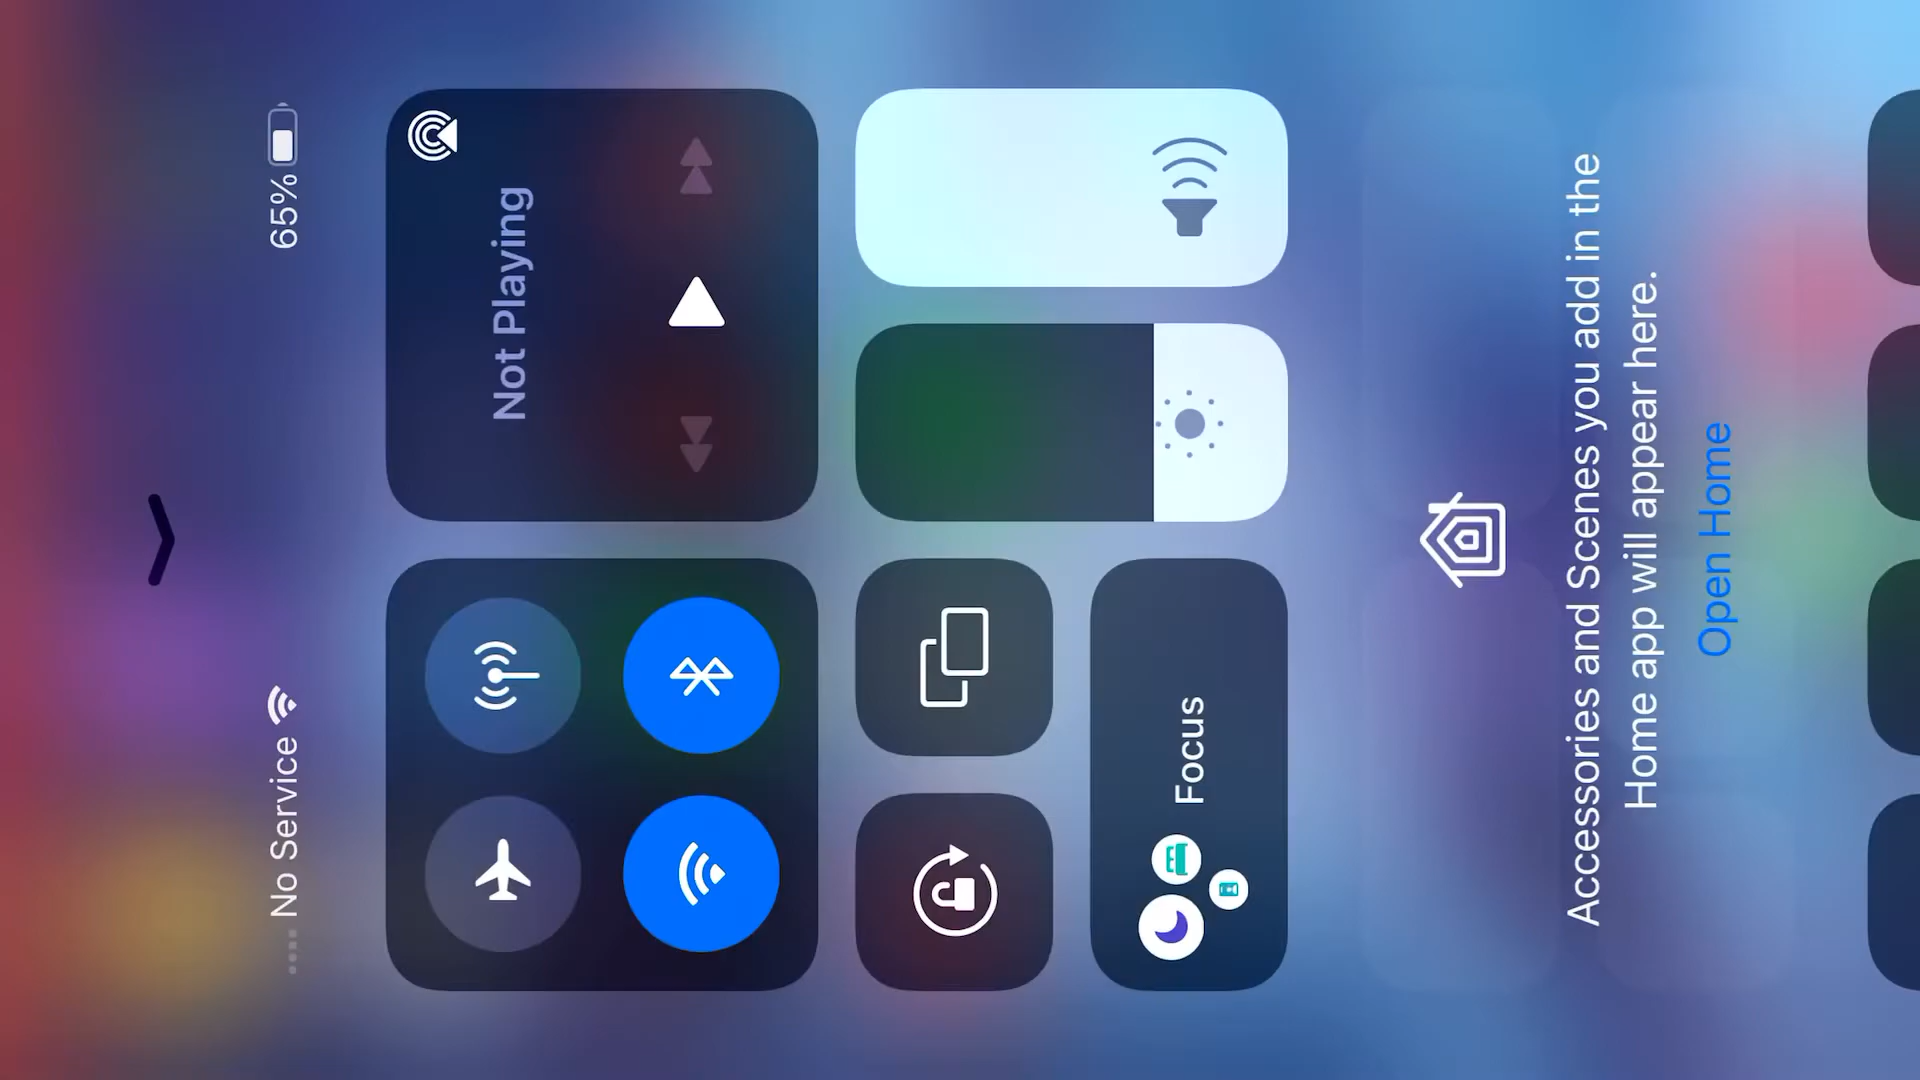 No Service
65%
Not Playing
Focus
Accessories and Scenes you add in the
Home app will appear here.
Open Home